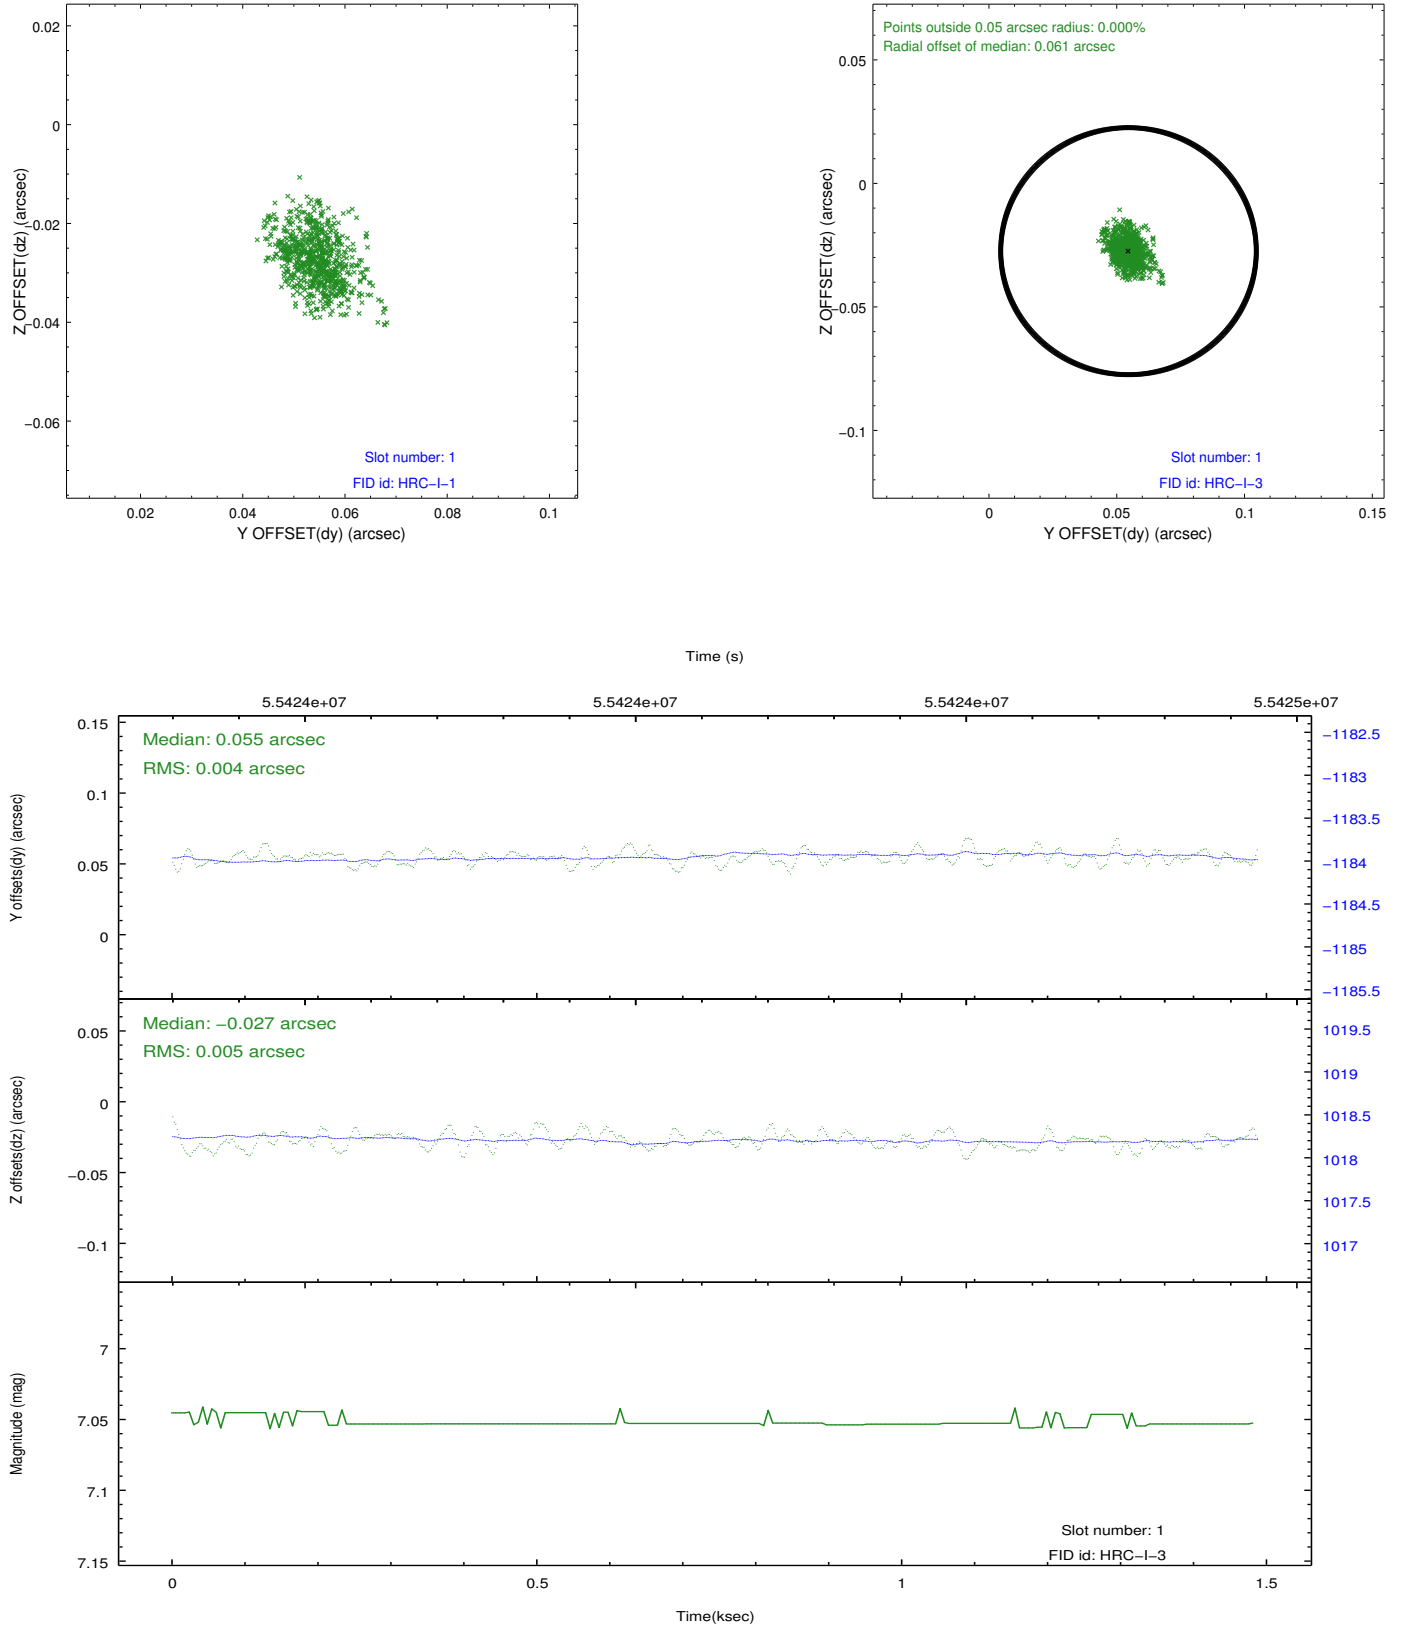 0.02
0
−0.02
−0.04
−0.06
Z OFFSET(dz) (arcsec)
Slot number: 1
FID id: HRC−I−1
0.02
0.04
0.06
0.08
0.1
Y OFFSET(dy) (arcsec)
Points outside 0.05 arcsec radius: 0.000%
Radial offset of median: 0.061 arcsec
0.05
0
−0.05
−0.1
Z OFFSET(dz) (arcsec)
Slot number: 1
FID id: HRC−I−3
0
0.05
0.1
0.15
Y OFFSET(dy) (arcsec)
Time (s)
5.5424e+07
5.5424e+07
5.5424e+07
5.5425e+07
Median: 0.055 arcsec
RMS: 0.004 arcsec
0.15
0.1
0.05
0
Y offsets(dy) (arcsec)
−1182.5
−1183
−1183.5
−1184
−1184.5
−1185
−1185.5
Median: −0.027 arcsec
RMS: 0.005 arcsec
0.05
0
−0.05
−0.1
Z offsets(dz) (arcsec)
1019.5
1019
1018.5
1018
1017.5
1017
7
7.05
7.1
7.15
Magnitude (mag)
Slot number: 1
FID id: HRC−I−3
0
0.5
1
1.5
Time(ksec)